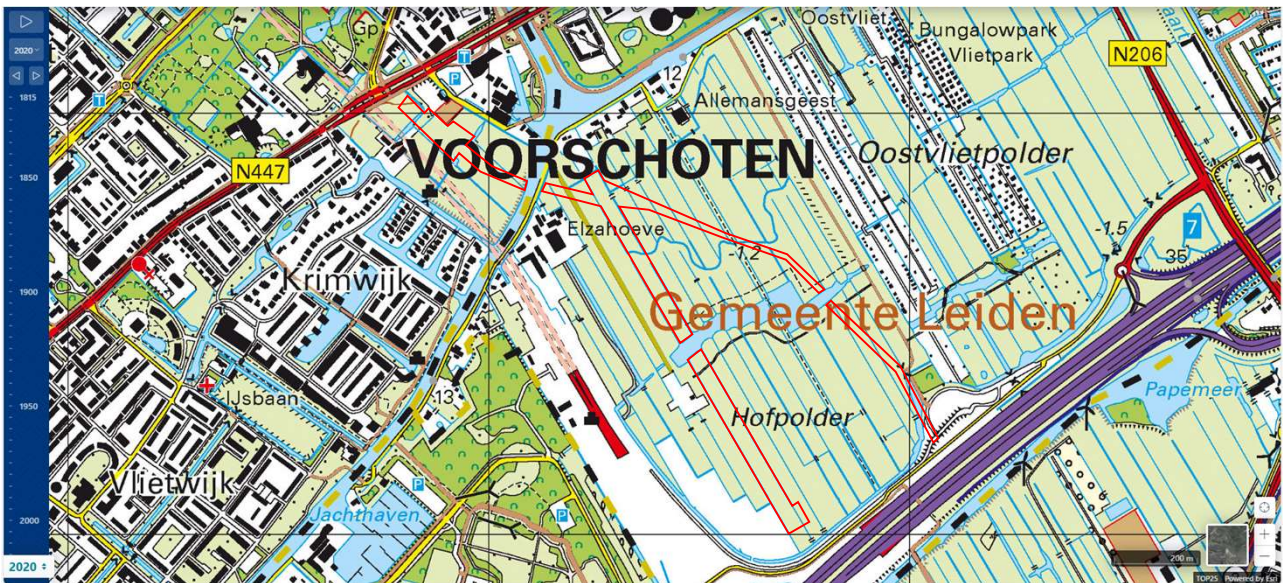 2020
1815
1850
1900
1950
2000
2020
Gp
T
P
T
12
Oostvliet
Bungalowpark
Vlietpark
N206
Allemansgeest
VOORSCHOTEN
Oostvlietpolder
N447
Elzahoeve
-1.2
-1.5
7
35
Krimwijk
Gemeente Leiden
IJsbaan
13
Hofpolder
Papemeer
Vlietwijk
Jachthaven
P
P
200 m
TOP25 Powered by